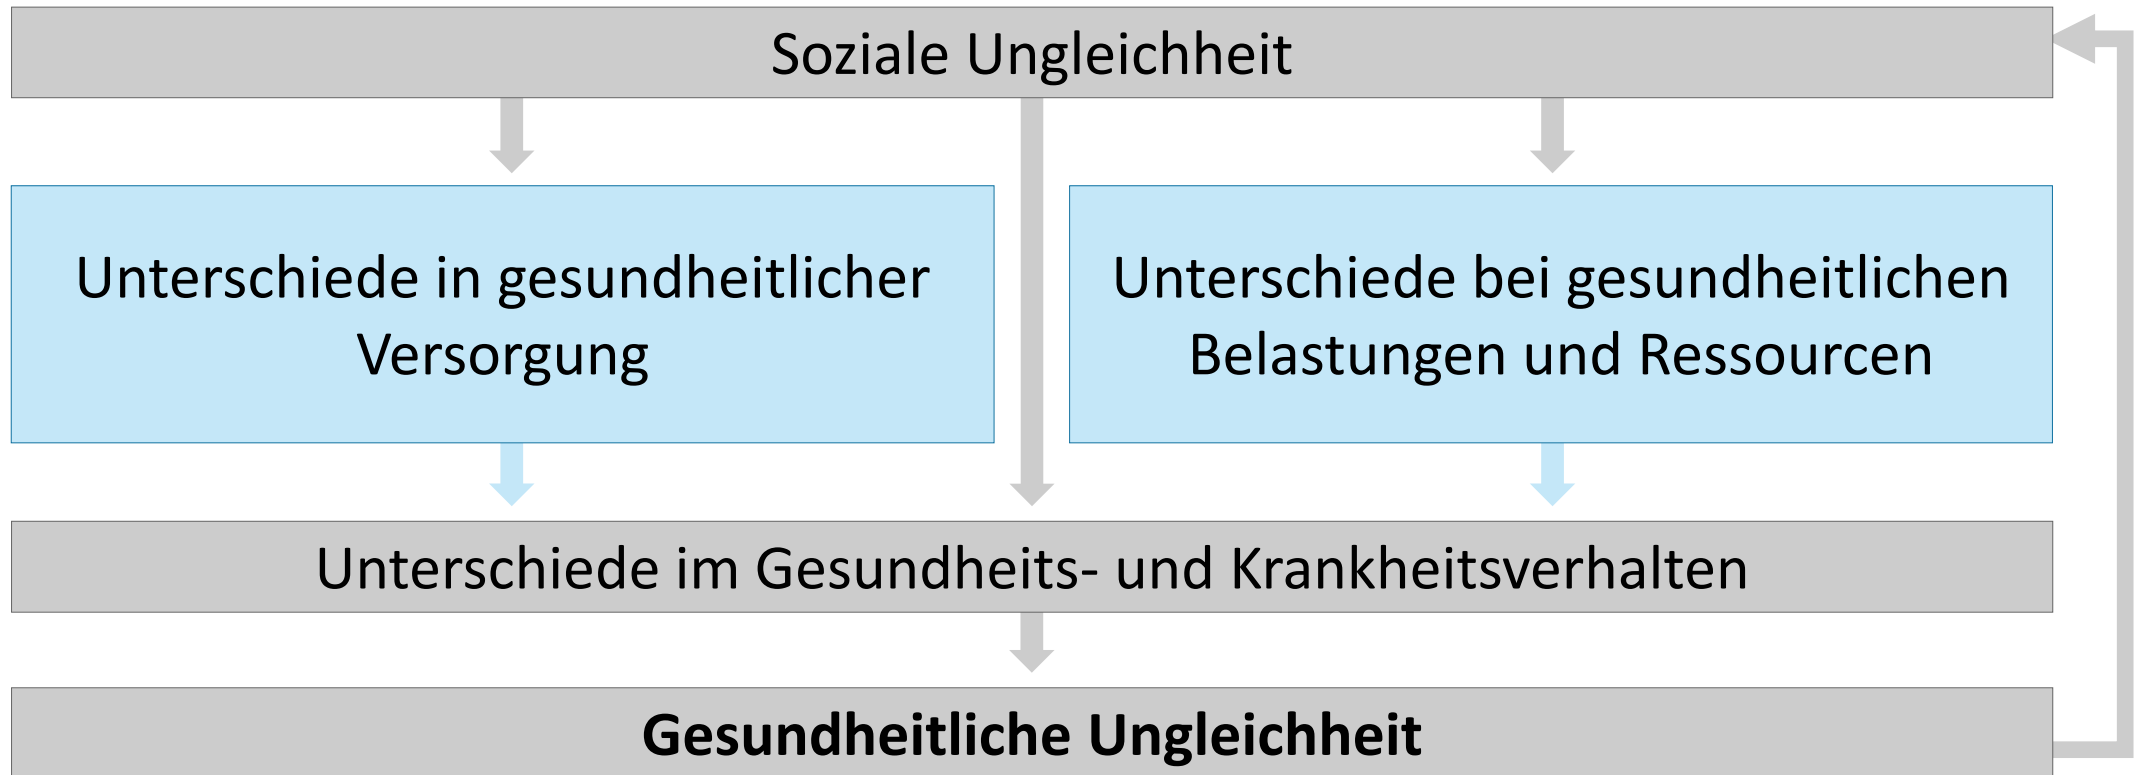 Soziale Ungleichheit
Unterschiede in gesundheitlicher
Versorgung
Unterschiede bei gesundheitlichen
Belastungen und Ressourcen
Unterschiede im Gesundheits- und Krankheitsverhalten
Gesundheitliche Ungleichheit